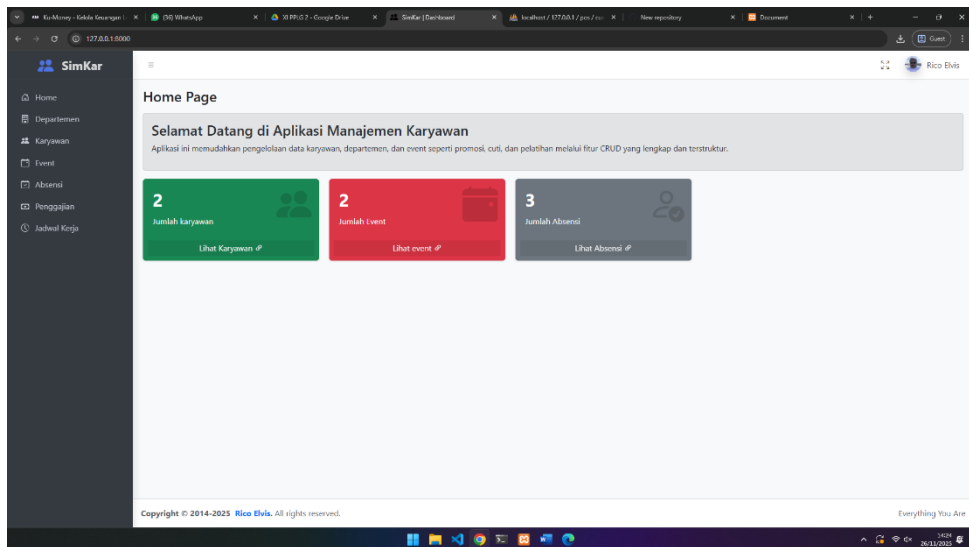 Ku-Money - Kelola Keuangan
(36) WhatsApp
XI PPLG 2 - Google Drive
SimKar | Dashboard
localhost / 127.0.0.1 / pos /
New repository
Document
127.0.0.1:8000
Guest
SimKar
Rico Elvis
Home
Departemen
Karyawan
Event
Absensi
Penggajian
Jadwal Kerja
Home Page
Selamat Datang di Aplikasi Manajemen Karyawan
Aplikasi ini memudahkan pengelolaan data karyawan, departemen, dan event seperti promosi, cuti, dan pelatihan melalui fitur CRUD yang lengkap dan terstruktur.
2
Jumlah karyawan
Lihat Karyawan
2
Jumlah Event
Lihat event
3
Jumlah Absensi
Lihat Absensi
Copyright © 2014-2025 Rico Elvis. All rights reserved.
Everything You Are
14:24
26/11/2025